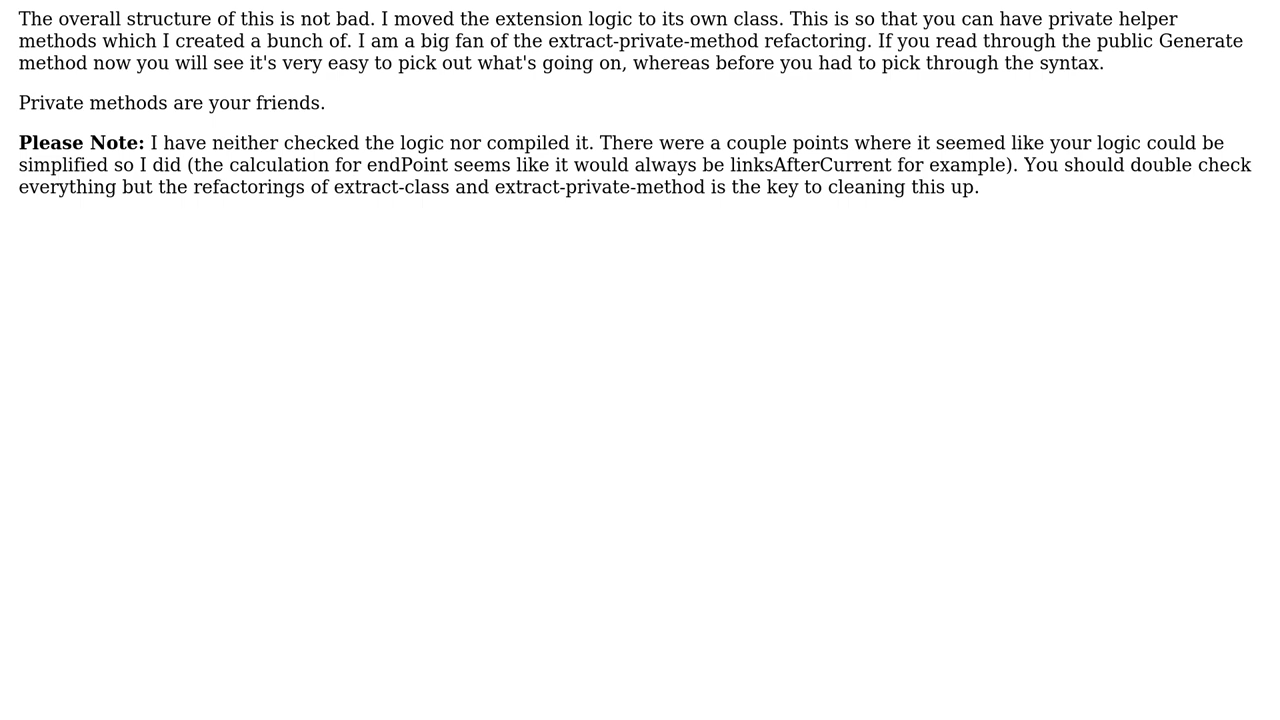 The overall structure of this is not bad. I moved the extension logic to its own class. This is so that you can have private helper
methods which I created a bunch of. I am a big fan of the extract-private-method refactoring. If you read through the public Generate
method now you will see it's very easy to pick out what's going on, whereas before you had to pick through the syntax.
Private methods are your friends.
Please Note: I have neither checked the logic nor compiled it. There were a couple points where it seemed like your logic could be
simplified so I did (the calculation for endPoint seems like it would always be linksAfterCurrent for example). You should double check
everything but the refactorings of extract-class and extract-private-method is the key to cleaning this up.